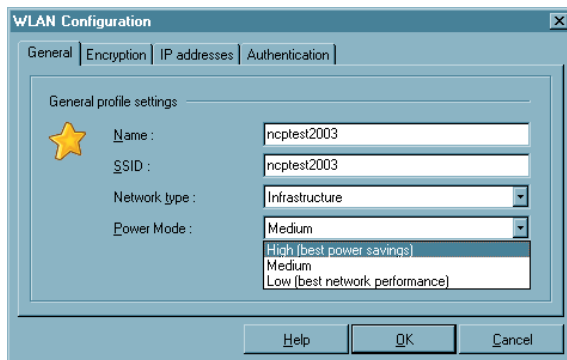 WLAN Configuration
General Encryption IP addresses Authentication
General profile settings
Name : ncptest2003
SSID : ncptest2003
Network type : Infrastructure
Power Mode : Medium
High (best power savings)
Medium
Low (best network performance)
Help OK Cancel